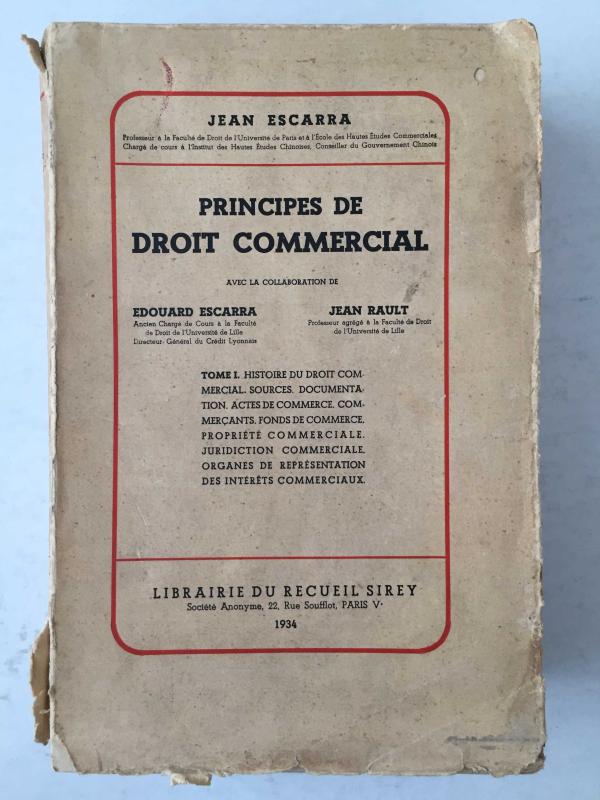 JEAN ESCARRA
Professeur à la Faculté de Droit de l'Université de Paris et à l'École des Hautes Études Commerciales
Chargé de cours à l'Institut des Hautes Études Chinoises, Conseiller du Gouvernement Chinois
PRINCIPES DE
DROIT COMMERCIAL
AVEC LA COLLABORATION DE
EDOUARD ESCARRA
Ancien Chargé de Cours à la Faculté
de Droit de l'Université de Lille
Directeur Général du Crédit Lyonnais
JEAN RAULT
Professeur agrégé à la Faculté de Droit
de l'Université de Lille
TOME I. HISTOIRE DU DROIT COM-
MERCIAL. SOURCES. DOCUMENTA-
TION. ACTES DE COMMERCE. COM-
MERÇANTS. FONDS DE COMMERCE.
PROPRIÉTÉ COMMERCIALE.
JURIDICTION COMMERCIALE.
ORGANES DE REPRÉSENTATION
DES INTÉRÊTS COMMERCIAUX.
LIBRAIRIE DU RECUEIL SIREY
Société Anonyme, 22, Rue Soufflot, PARIS Vᵉ
1934